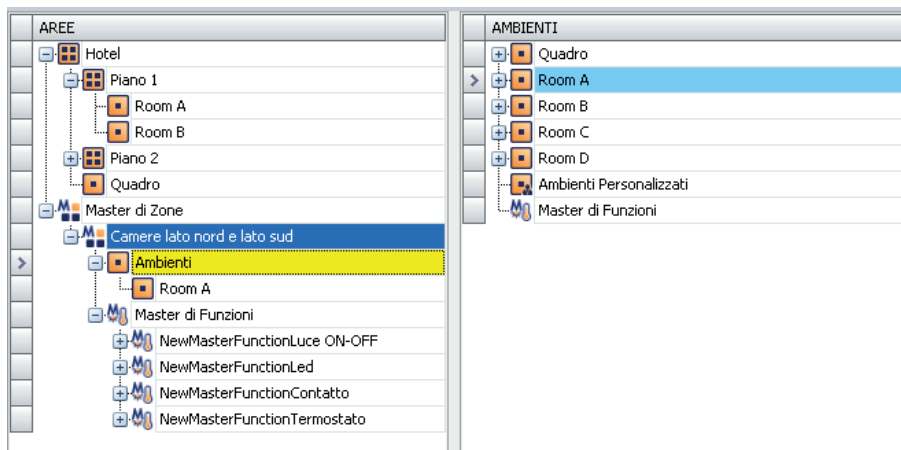 AREE
Hotel
Piano 1
Room A
Room B
Piano 2
Quadro
Master di Zone
Camere lato nord e lato sud
Ambienti
Room A
Master di Funzioni
NewMasterFunctionLuce ON-OFF
NewMasterFunctionLed
NewMasterFunctionContatto
NewMasterFunctionTermostato
AMBIENTI
Quadro
Room A
Room B
Room C
Room D
Ambienti Personalizzati
Master di Funzioni